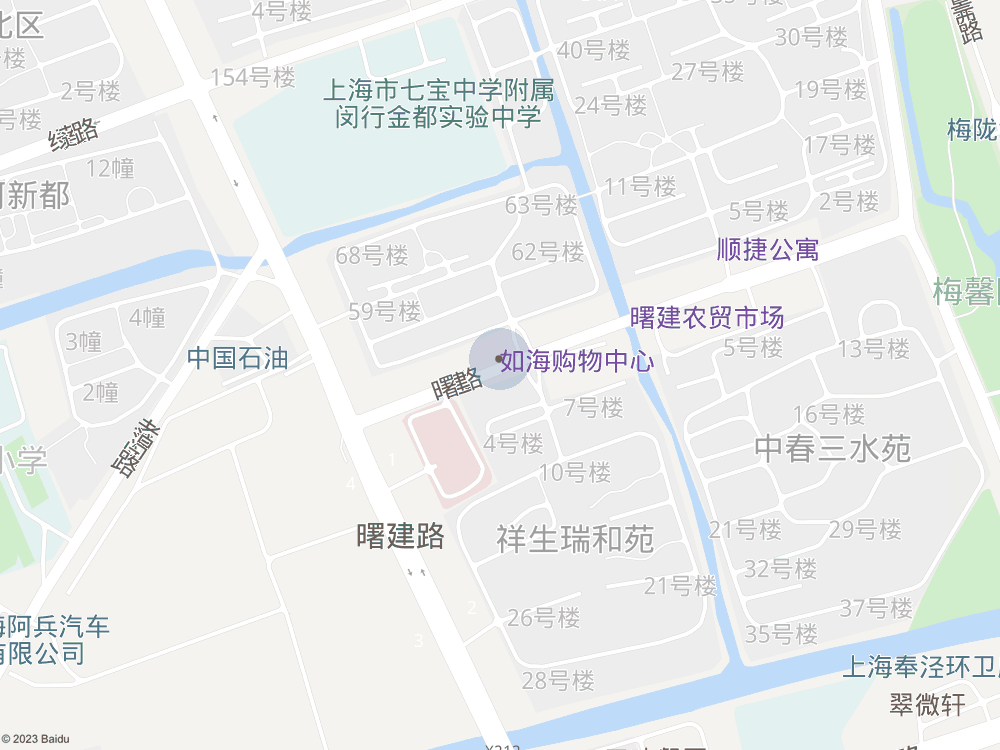 北区
4号楼
154号楼
2号楼
号楼
号楼
12幢
新都
上海市七宝中学附属
闵行金都实验中学
40号楼
30号楼
27号楼
24号楼
19号楼
17号楼
11号楼
5号楼
2号楼
梅陇
63号楼
62号楼
68号楼
59号楼
顺捷公寓
曙建农贸市场
梅馨
4幢
3幢
2幢
中国石油
如海购物中心
曙建路
5号楼
13号楼
7号楼
16号楼
4号楼
中春三水苑
10号楼
小学
1
4
曙建路
祥生瑞和苑
21号楼
29号楼
32号楼
21号楼
37号楼
26号楼
35号楼
2
3
海阿兵汽车
有限公司
28号楼
上海奉泾环卫
翠微轩
© 2023 Baidu